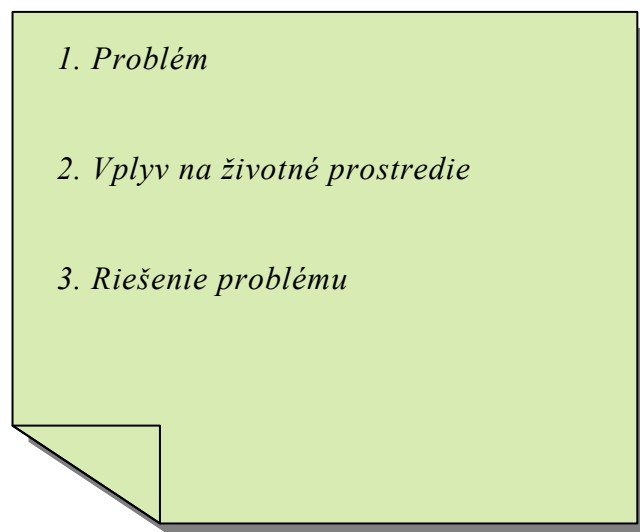 1. Problém
2. Vplyv na životné prostredie
3. Riešenie problému